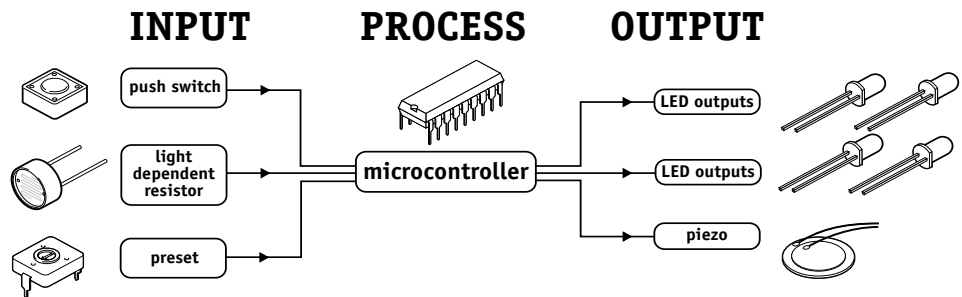 INPUT
PROCESS
OUTPUT
push switch
light
dependent
resistor
preset
microcontroller
LED outputs
LED outputs
piezo